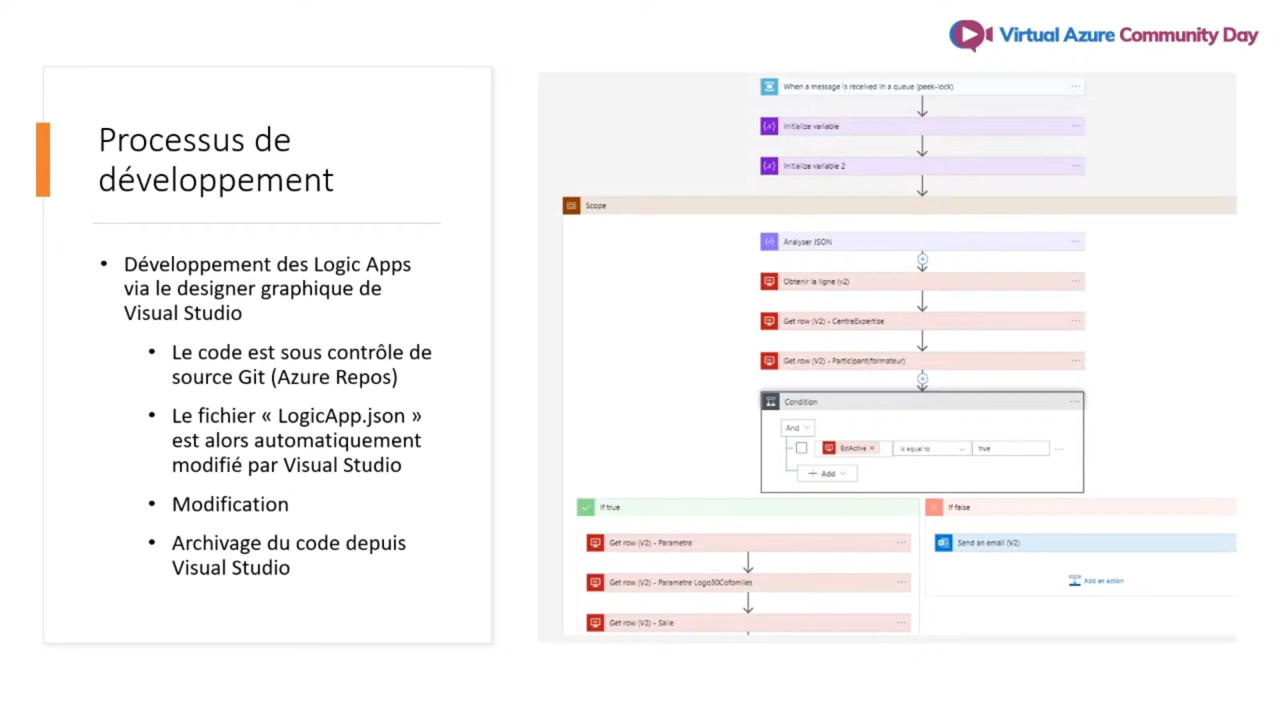 Virtual Azure Community Day
Processus de
développement
• Développement des Logic Apps
via le designer graphique de
Visual Studio
• Le code est sous contrôle de
source Git (Azure Repos)
• Le fichier « LogicApp.json »
est alors automatiquement
modifié par Visual Studio
• Modification
• Archivage du code depuis
Visual Studio
When a message is received in a queue (peek-lock)
Initialize variable
Initialize variable 2
Scope
Analyser JSON
Obtenir la ligne (v2)
Get row (V2) - CentreExpertise
Get row (V2) - Participant(formateur)
Condition
And
EstActive × is equal to true
+ Add
If true
If false
Get row (V2) - Parametre
Send an email (V2)
Get row (V2) - Parametre Logo30Cofomiles
Add an action
Get row (V2) - Salle